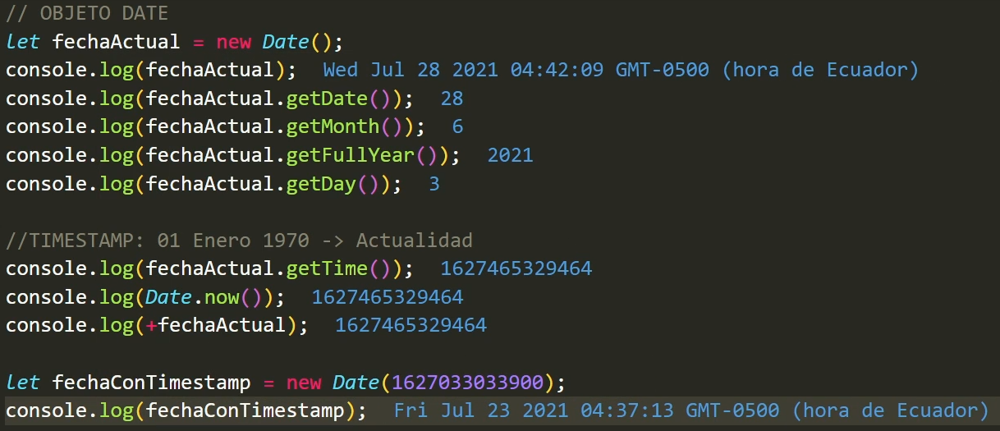 // OBJETO DATE
let fechaActual = new Date();
console.log(fechaActual); Wed Jul 28 2021 04:42:09 GMT-0500 (hora de Ecuador)
console.log(fechaActual.getDate()); 28
console.log(fechaActual.getMonth()); 6
console.log(fechaActual.getFullYear()); 2021
console.log(fechaActual.getDay()); 3
//TIMESTAMP: 01 Enero 1970 -> Actualidad
console.log(fechaActual.getTime()); 1627465329464
console.log(Date.now()); 1627465329464
console.log(+fechaActual); 1627465329464
let fechaConTimestamp = new Date(1627033033900);
console.log(fechaConTimestamp); Fri Jul 23 2021 04:37:13 GMT-0500 (hora de Ecuador)